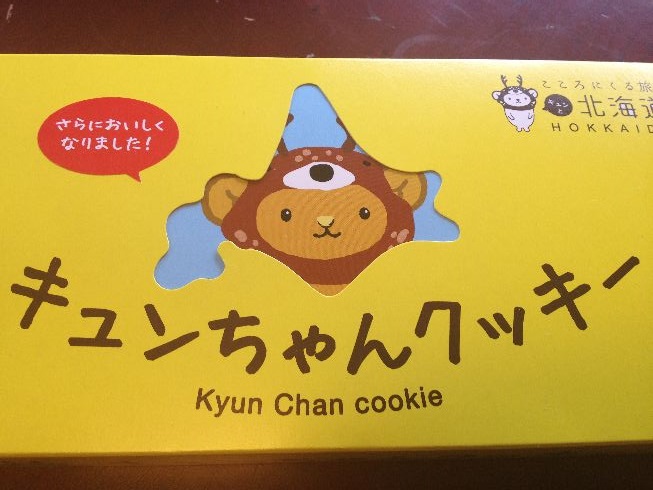 さらにおいしく
なりました!
こころにくる旅
北海道
HOKKAID
キュンちゃんクッキー
Kyun Chan cookie